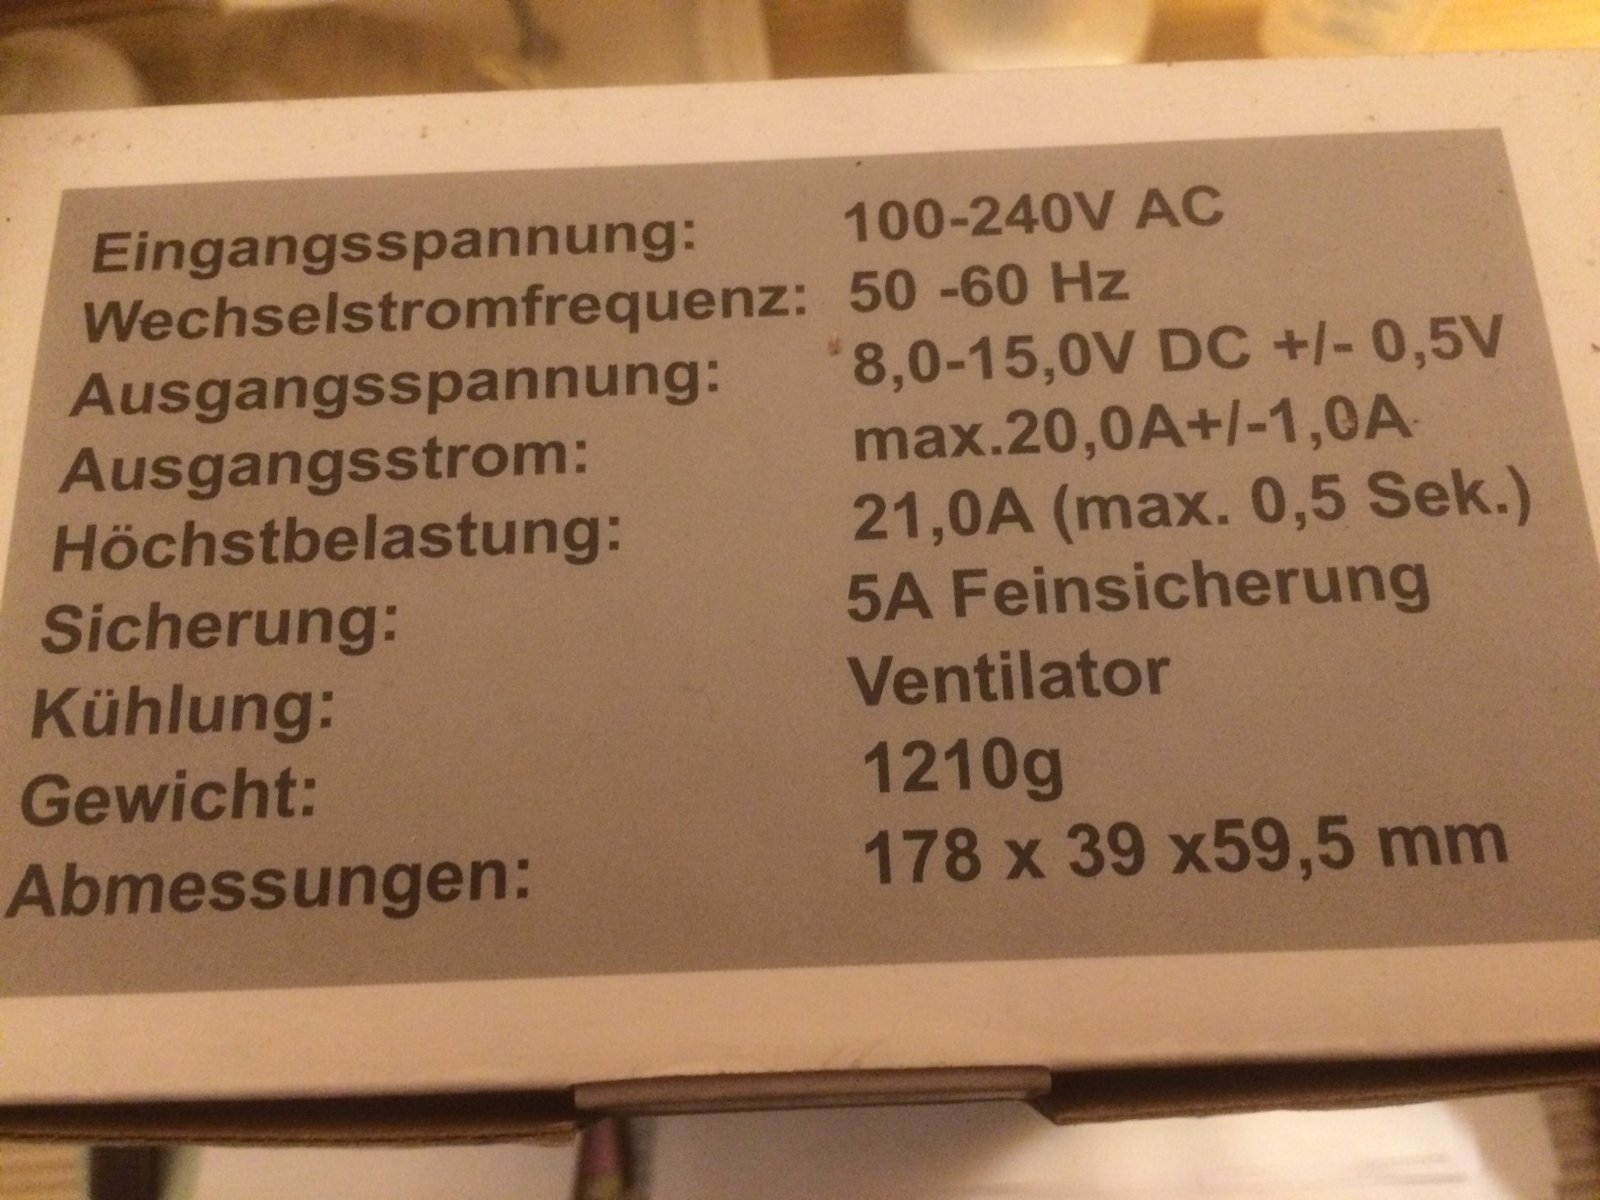 Eingangsspannung: 100-240V AC
Wechselstromfrequenz: 50 -60 Hz
Ausgangsspannung: 8,0-15,0V DC +/- 0,5V
Ausgangsstrom: max.20,0A+/-1,0A
Höchstbelastung: 21,0A (max. 0,5 Sek.)
Sicherung: 5A Feinsicherung
Kühlung: Ventilator
Gewicht: 1210g
Abmessungen: 178 x 39 x59,5 mm